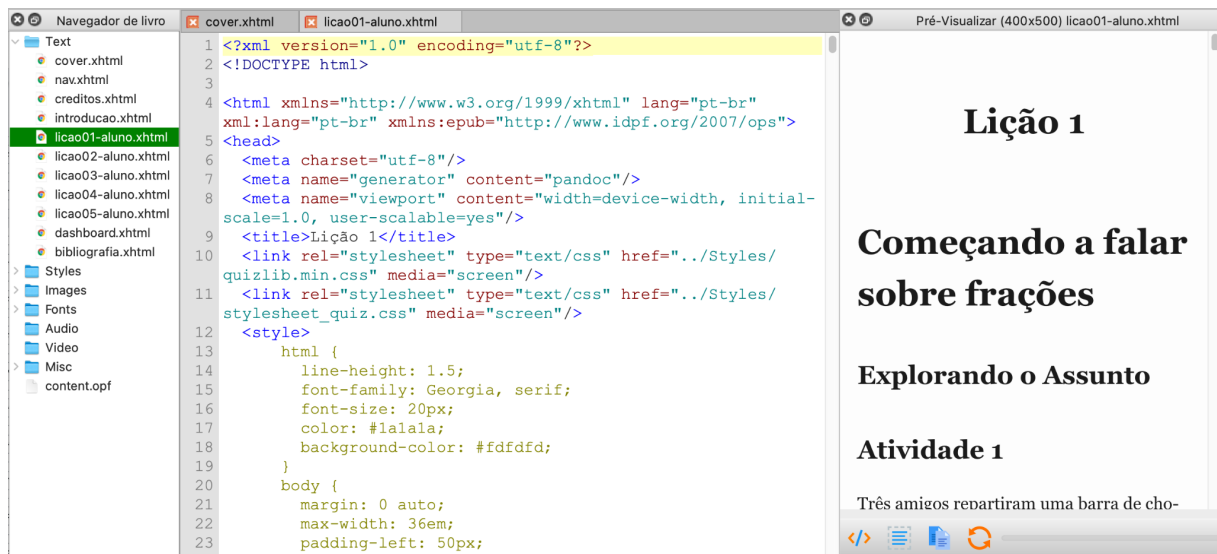 Navegador de livro
Text
cover.xhtml
nav.xhtml
creditos.xhtml
introducao.xhtml
licao01-aluno.xhtml
licao02-aluno.xhtml
licao03-aluno.xhtml
licao04-aluno.xhtml
licao05-aluno.xhtml
dashboard.xhtml
bibliografia.xhtml
Styles
Images
Fonts
Audio
Video
Misc
content.opf
cover.xhtml
licao01-aluno.xhtml
1 <?xml version="1.0" encoding="utf-8"?>
2 <!DOCTYPE html>
3
4 <html xmlns="http://www.w3.org/1999/xhtml" lang="pt-br"
xml:lang="pt-br" xmlns:epub="http://www.idpf.org/2007/ops">
5 <head>
6 <meta charset="utf-8"/>
7 <meta name="generator" content="pandoc"/>
8 <meta name="viewport" content="width=device-width, initial-
scale=1.0, user-scalable=yes"/>
9 <title>Lição 1</title>
10 <link rel="stylesheet" type="text/css" href="../Styles/
quizlib.min.css" media="screen"/>
11 <link rel="stylesheet" type="text/css" href="../Styles/
stylesheet_quiz.css" media="screen"/>
12 <style>
13 html {
14 line-height: 1.5;
15 font-family: Georgia, serif;
16 font-size: 20px;
17 color: #1a1a1a;
18 background-color: #fdfdfd;
19 }
20 body {
21 margin: 0 auto;
22 max-width: 36em;
23 padding-left: 50px;
Pré-Visualizar (400x500) licao01-aluno.xhtml
Lição 1
Começando a falar
sobre frações
Explorando o Assunto
Atividade 1
Três amigos repartiram uma barra de cho-